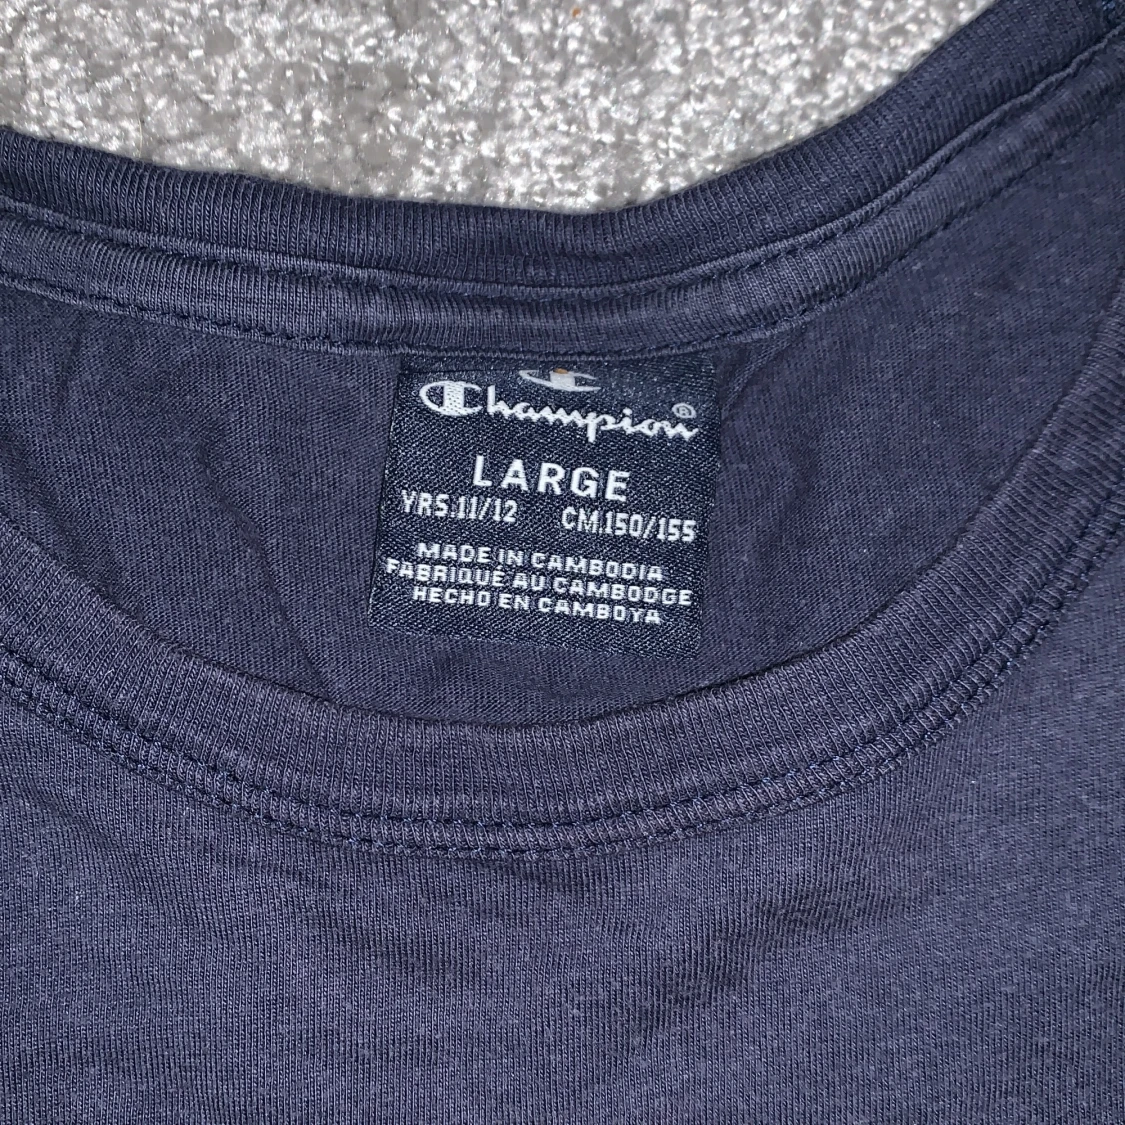 Champion®
LARGE
YRS.11/12 CM.150/155
MADE IN CAMBODIA
FABRIQUÉ AU CAMBODGE
HECHO EN CAMBOYA